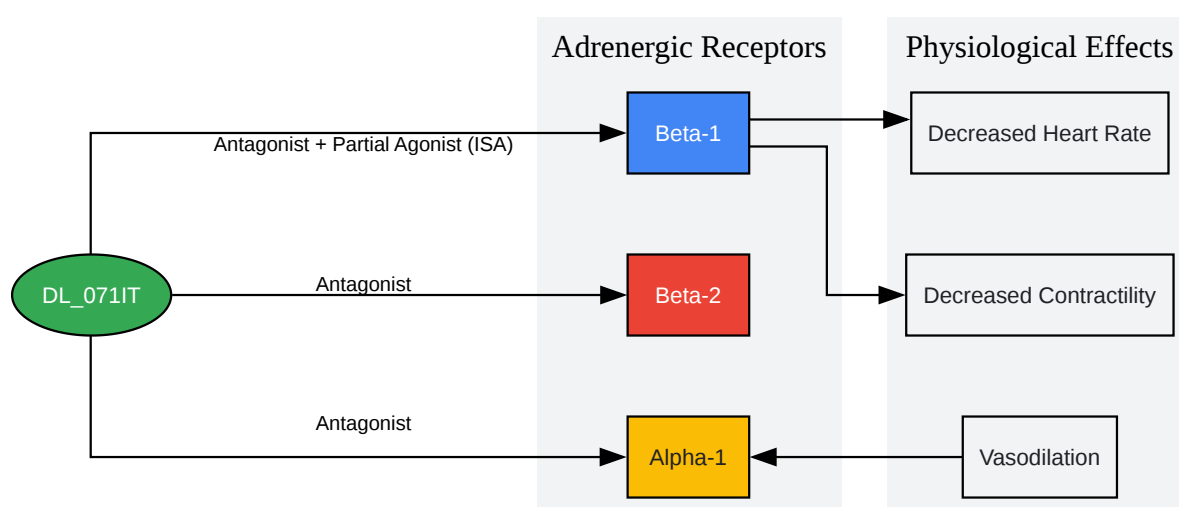 Adrenergic Receptors
Physiological Effects
Beta-1
Decreased Heart Rate
Antagonist + Partial Agonist (ISA)
DL_071IT
Antagonist
Beta-2
Decreased Contractility
Antagonist
Alpha-1
Vasodilation